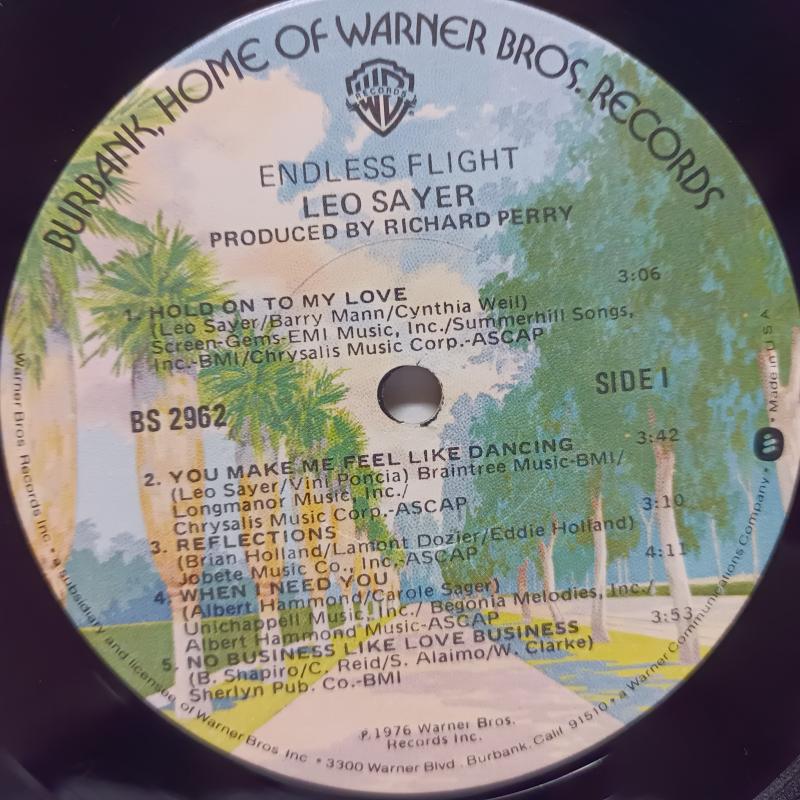 BURBANK, HOME OF WARNER BROS. RECORDS
RECORDS
ENDLESS FLIGHT
LEO SAYER
PRODUCED BY RICHARD PERRY
3:06
1. HOLD ON TO MY LOVE
(Leo Sayer/Barry Mann/Cynthia Weil)
Screen-Gems-EMI Music, Inc./Summerhill Songs,
Inc.-BMI/Chrysalis Music Corp.-ASCAP
BS 2962
SIDE I
2. YOU MAKE ME FEEL LIKE DANCING 3:42
(Leo Sayer/Vini Poncia) Braintree Music-BMI/
Longmanor Music, Inc./
Chrysalis Music Corp.-ASCAP
3. REFLECTIONS 3:10
(Brian Holland/Lamont Dozier/Eddie Holland)
Jobete Music Co., Inc.-ASCAP
4. WHEN I NEED YOU 4:11
(Albert Hammond/Carole Sager)
Unichappell Music, Inc./ Begonia Melodies, Inc./
Albert Hammond Music-ASCAP
5. NO BUSINESS LIKE LOVE BUSINESS 3:53
(B. Shapiro/C. Reid/S. Alaimo/W. Clarke)
Sherlyn Pub. Co.-BMI
℗ 1976 Warner Bros.
Records Inc.
Warner Bros Records Inc • a subsidiary and licensee of Warner Bros Inc • 3300 Warner Blvd . Burbank, Calif 91510 • a Warner Communications Company • Made in U S A